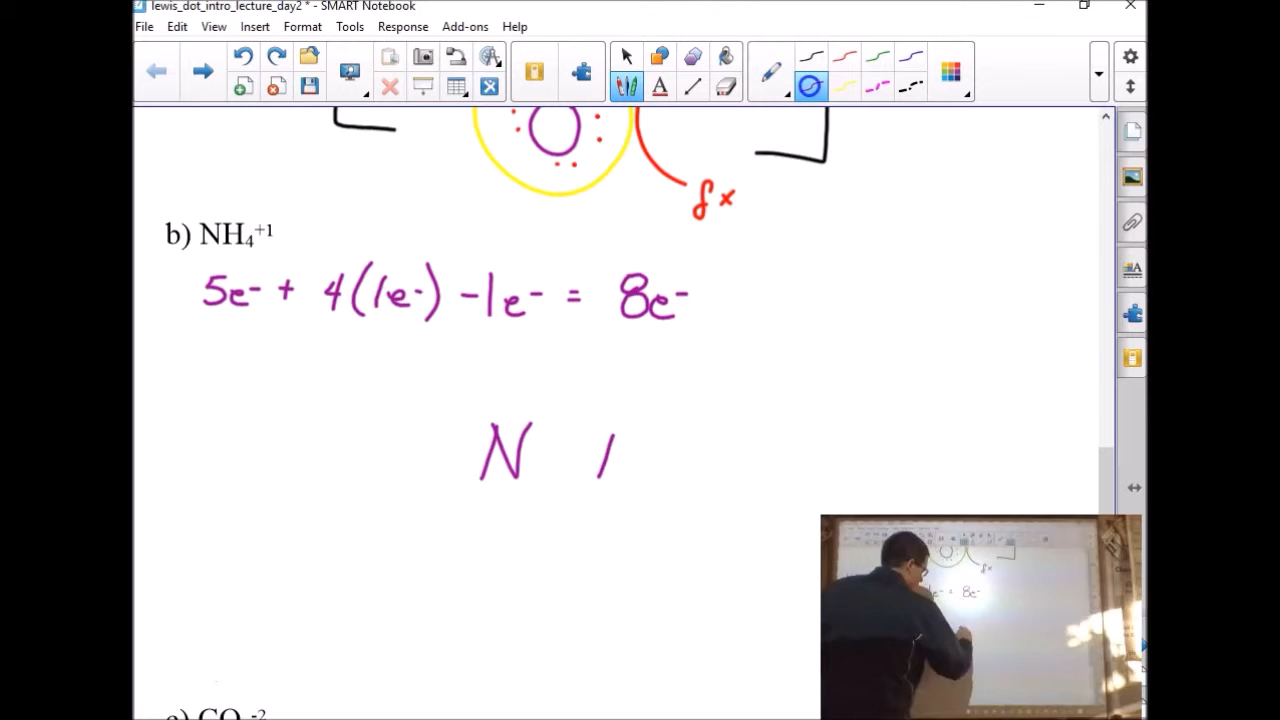 lewis_dot_intro_lecture_day2 * - SMART Notebook
File Edit View Insert Format Tools Response Add-ons Help
fx
b) NH₄⁺¹
5e⁻ + 4(1e⁻) -1e⁻ = 8e⁻
N